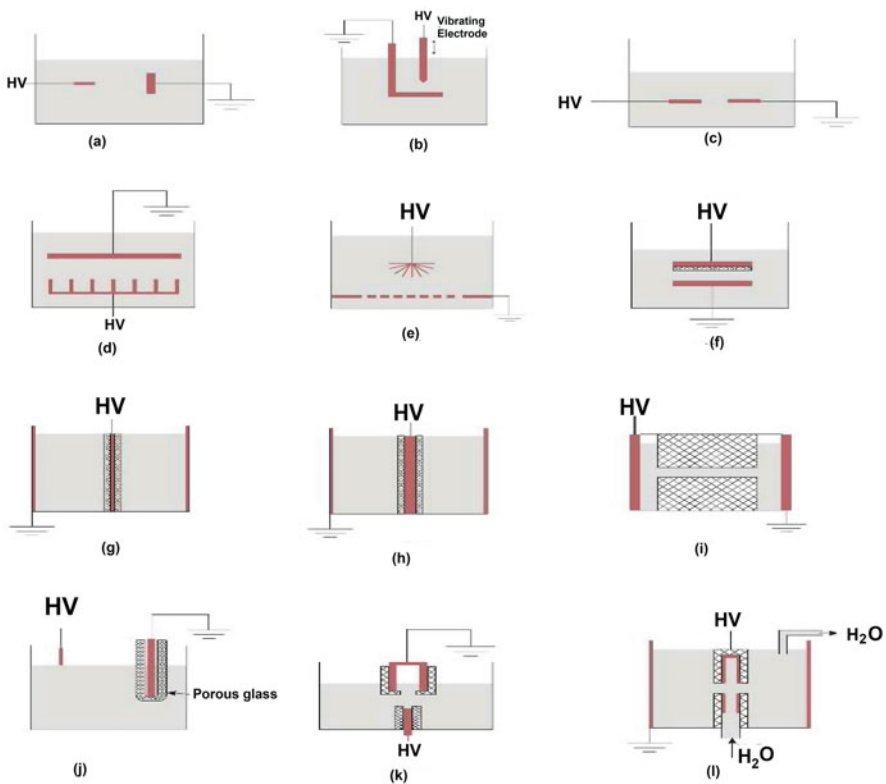 HV
(a)
HV
Vibrating
Electrode
(b)
HV
(c)
HV
(d)
HV
(e)
HV
(f)
HV
(g)
HV
(h)
HV
(i)
HV
Porous glass
(j)
HV
(k)
HV
H₂O
H₂O
(l)